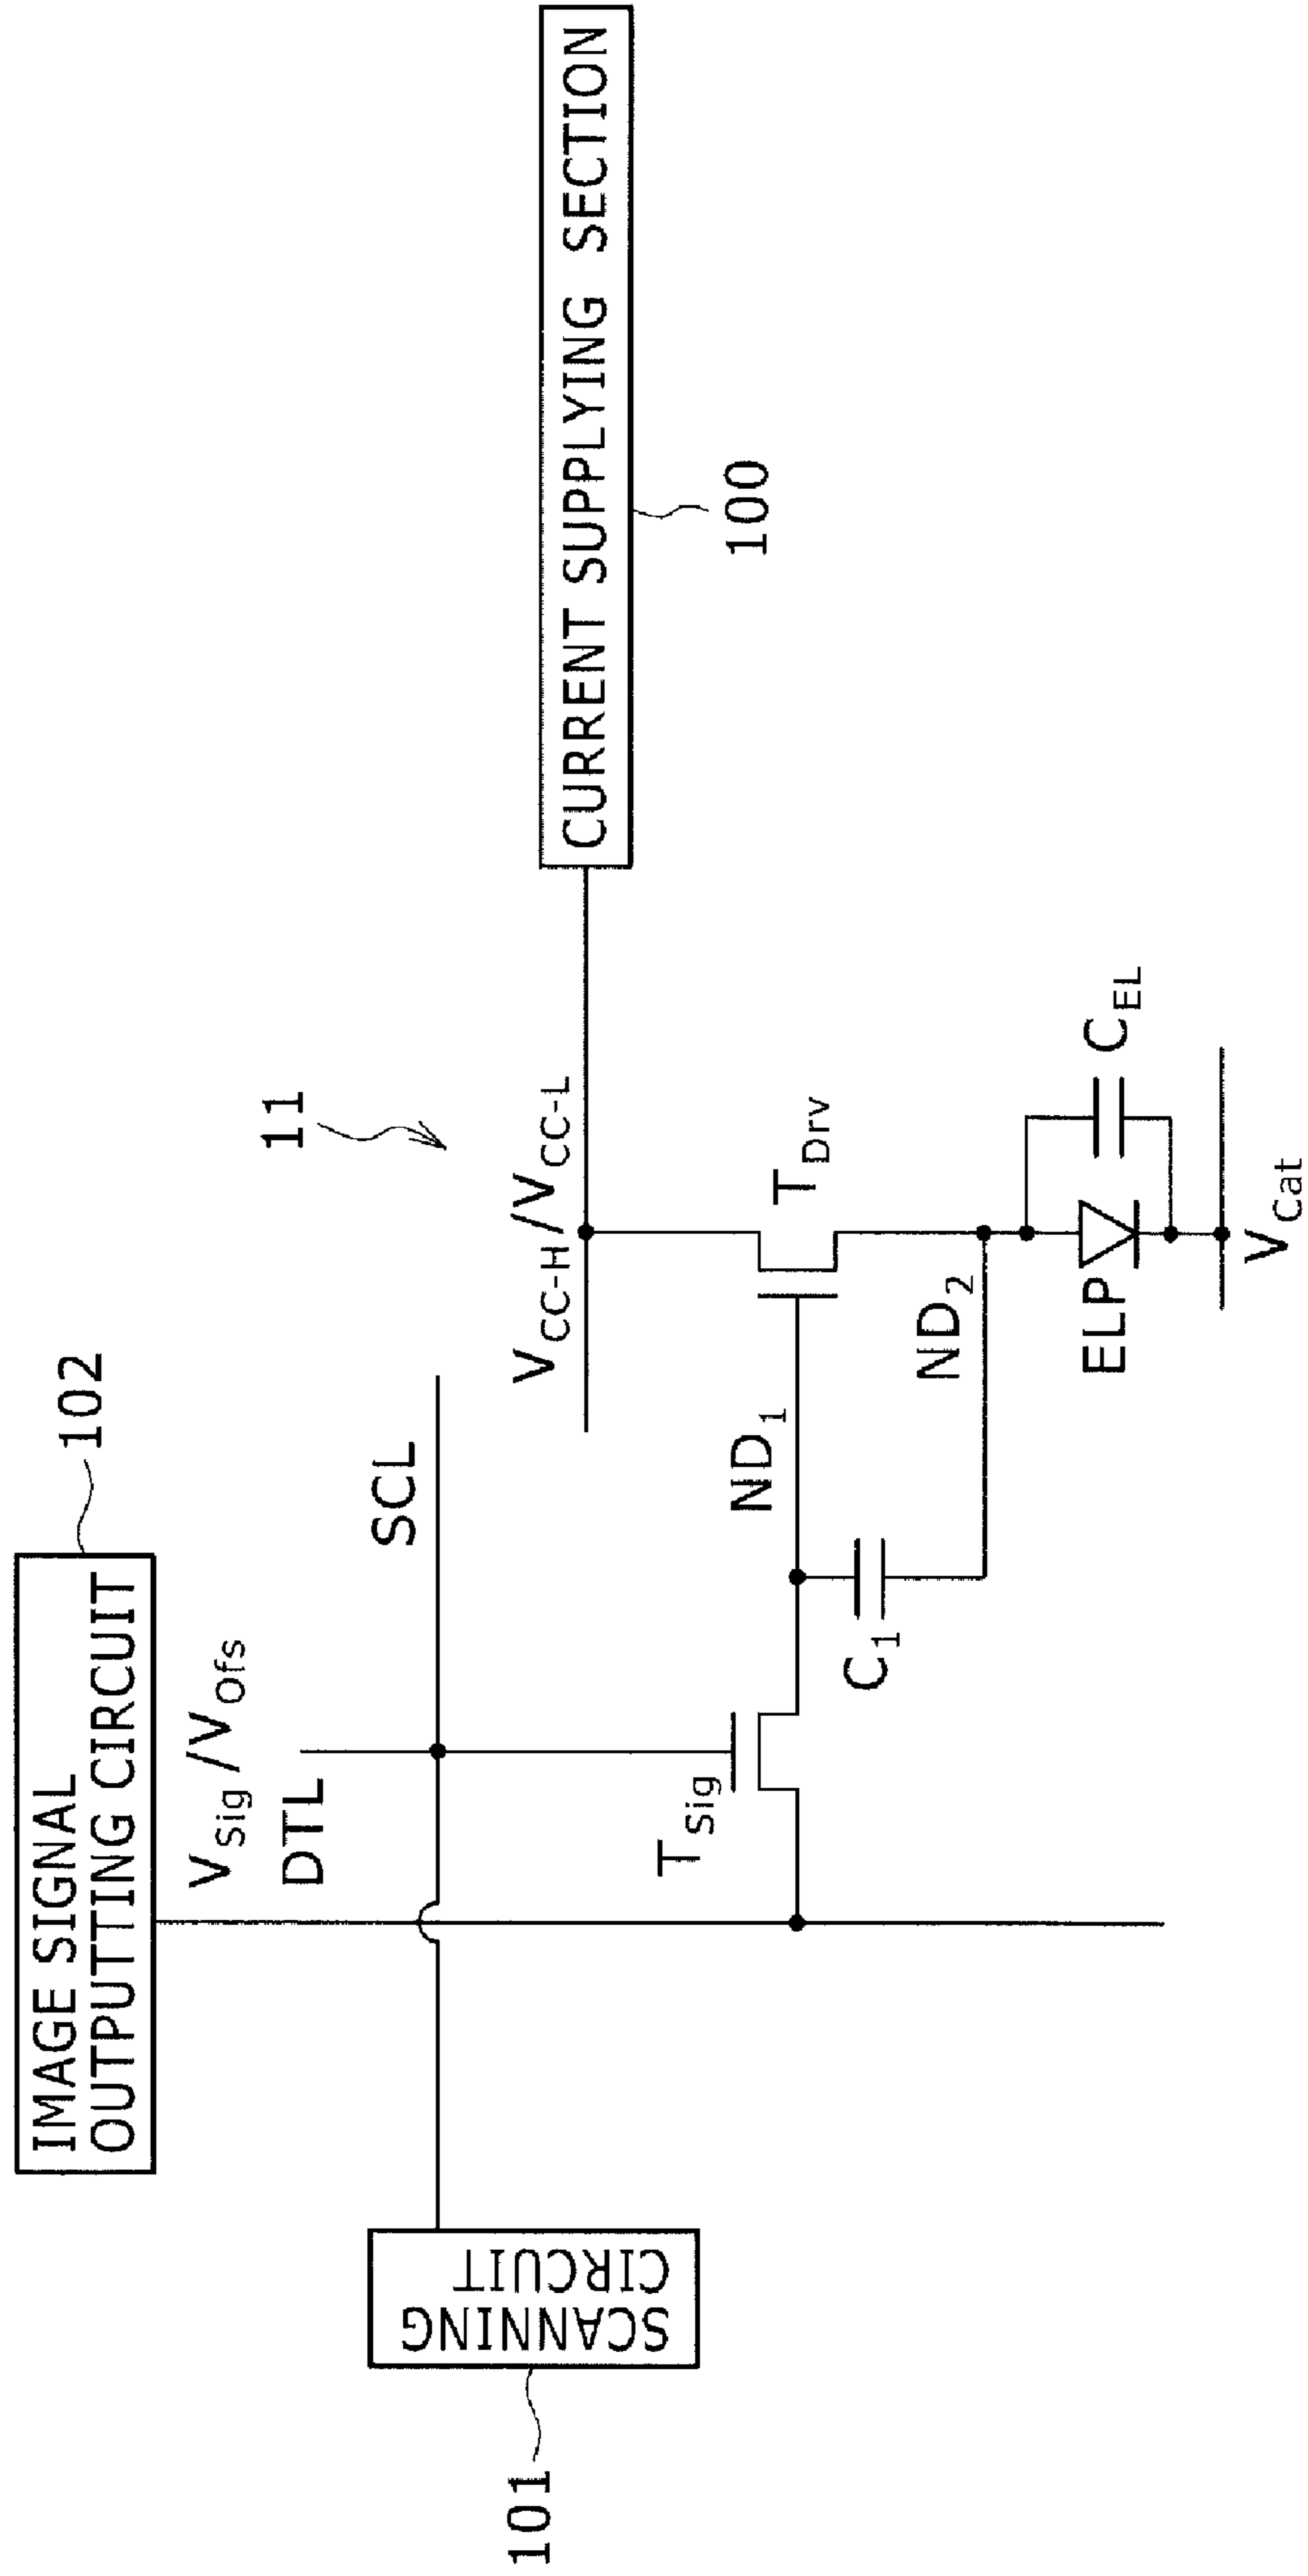 102
IMAGE SIGNAL
OUTPUTTING CIRCUIT
V_Sig/V_Ofs
DTL
SCL
11
101
SCANNING
CIRCUIT
V_CC-H/V_CC-L
CURRENT SUPPLYING SECTION
100
T_Sig
ND_1
T_Drv
C_1
ND_2
ELP
C_EL
V_Cat